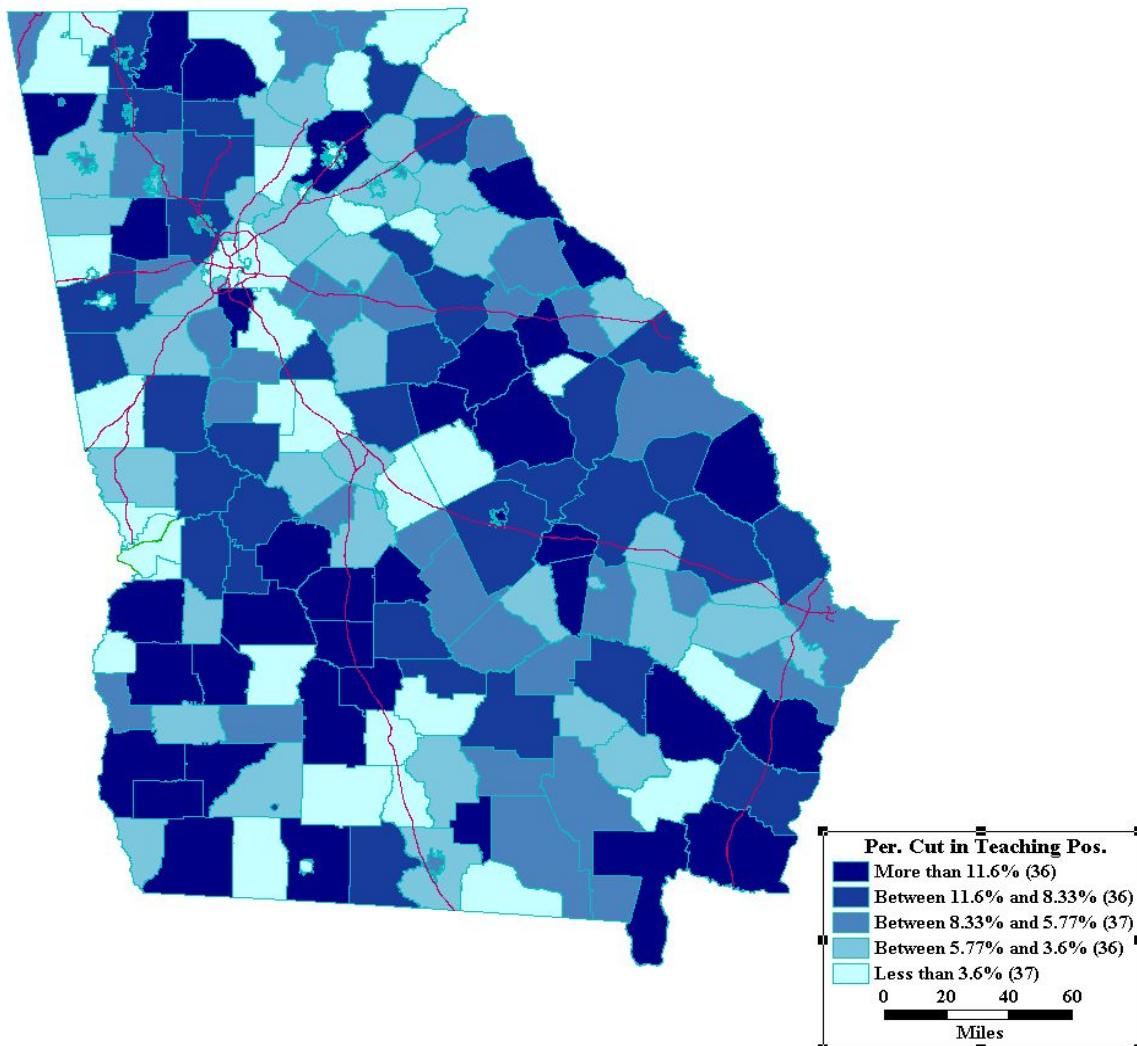 Per. Cut in Teaching Pos.
More than 11.6% (36)
Between 11.6% and 8.33% (36)
Between 8.33% and 5.77% (37)
Between 5.77% and 3.6% (36)
Less than 3.6% (37)
0 20 40 60
Miles